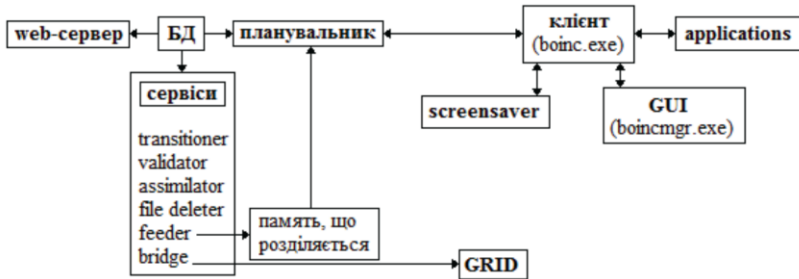 web-сервер
БД
планувальник
клієнт
(boinc.exe)
applications
сервіси
transitioner
validator
assimilator
file deleter
feeder
bridge
screensaver
GUI
(boincmgr.exe)
память, що
розділяється
GRID